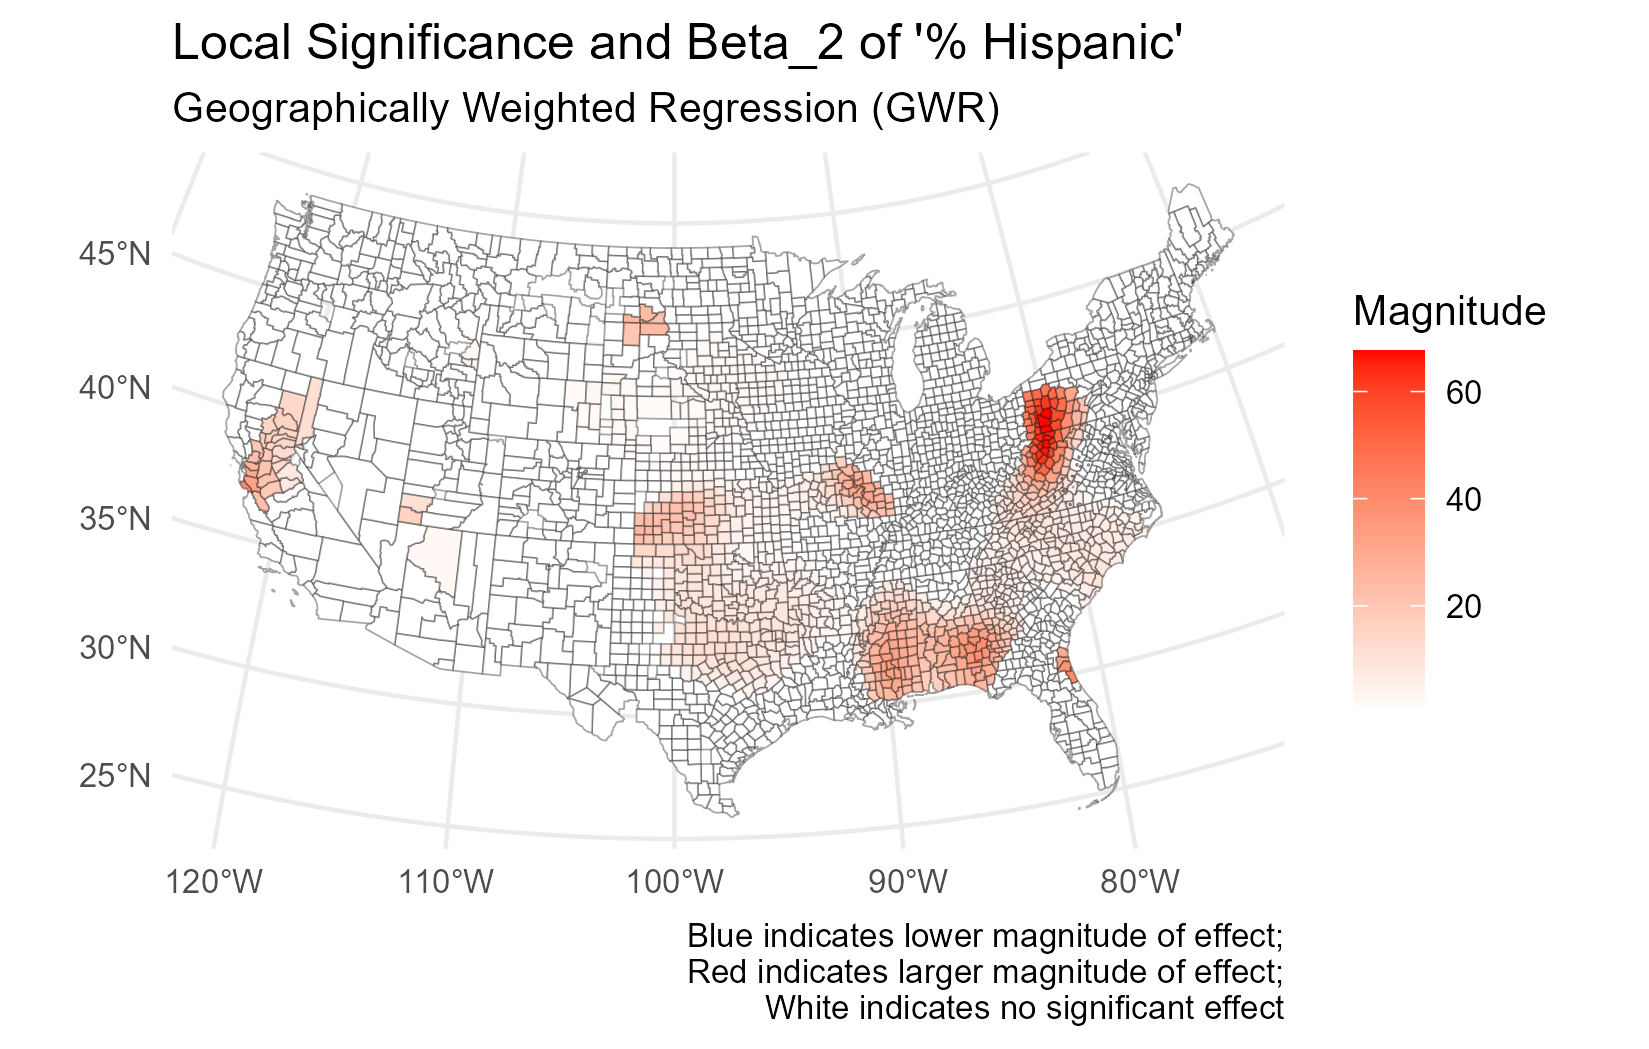 Local Significance and Beta_2 of '% Hispanic'
Geographically Weighted Regression (GWR)
45°N
40°N
35°N
30°N
25°N
120°W
110°W
100°W
90°W
80°W
Magnitude
60
40
20
Blue indicates lower magnitude of effect;
Red indicates larger magnitude of effect;
White indicates no significant effect